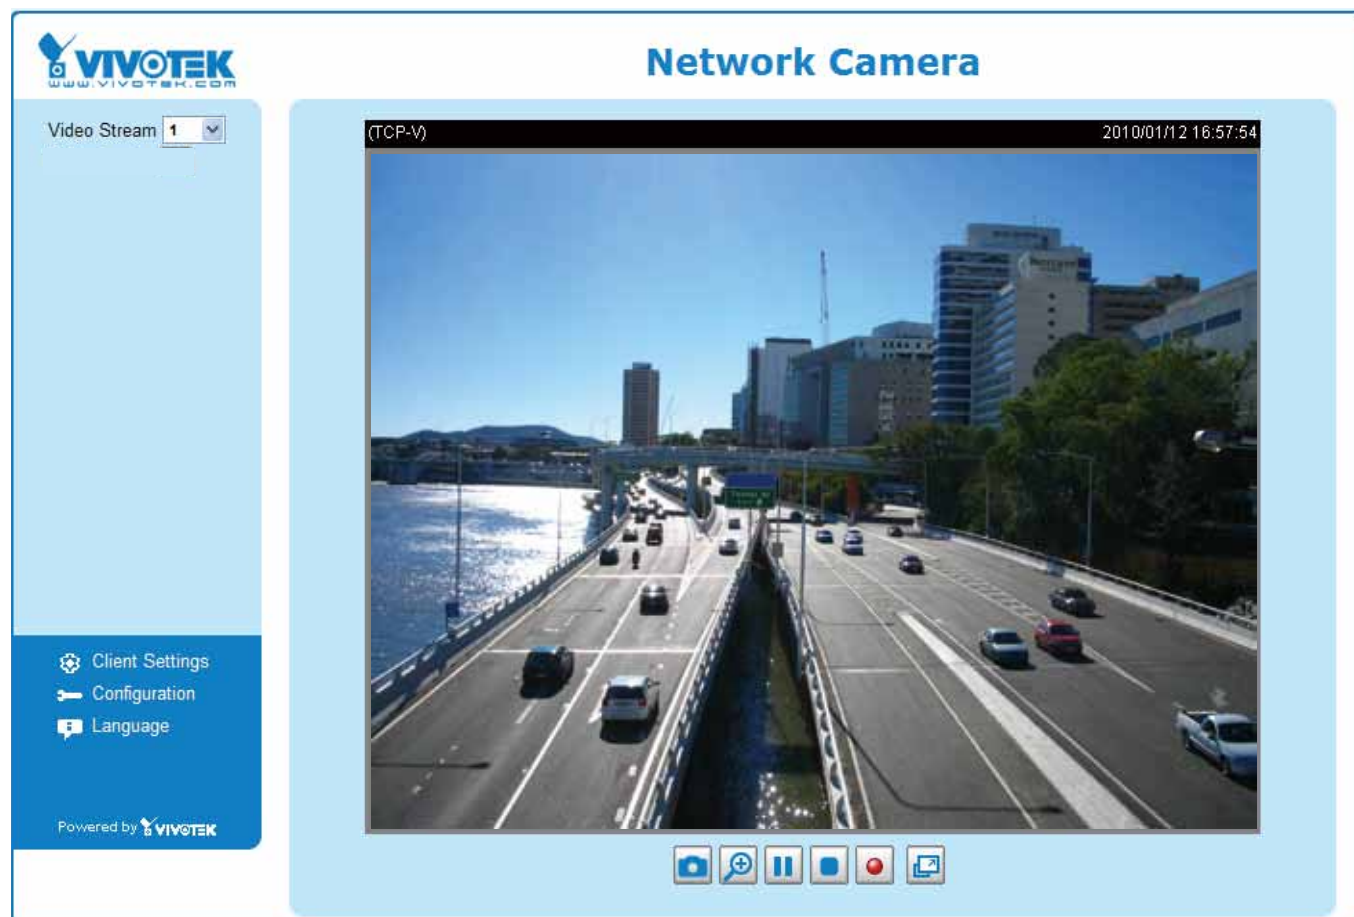 VIVOTEK
www.vivotek.com
Network Camera
Video Stream 1
(TCP-V) 2010/01/12 16:57:54
Client Settings
Configuration
Language
Powered by VIVOTEK